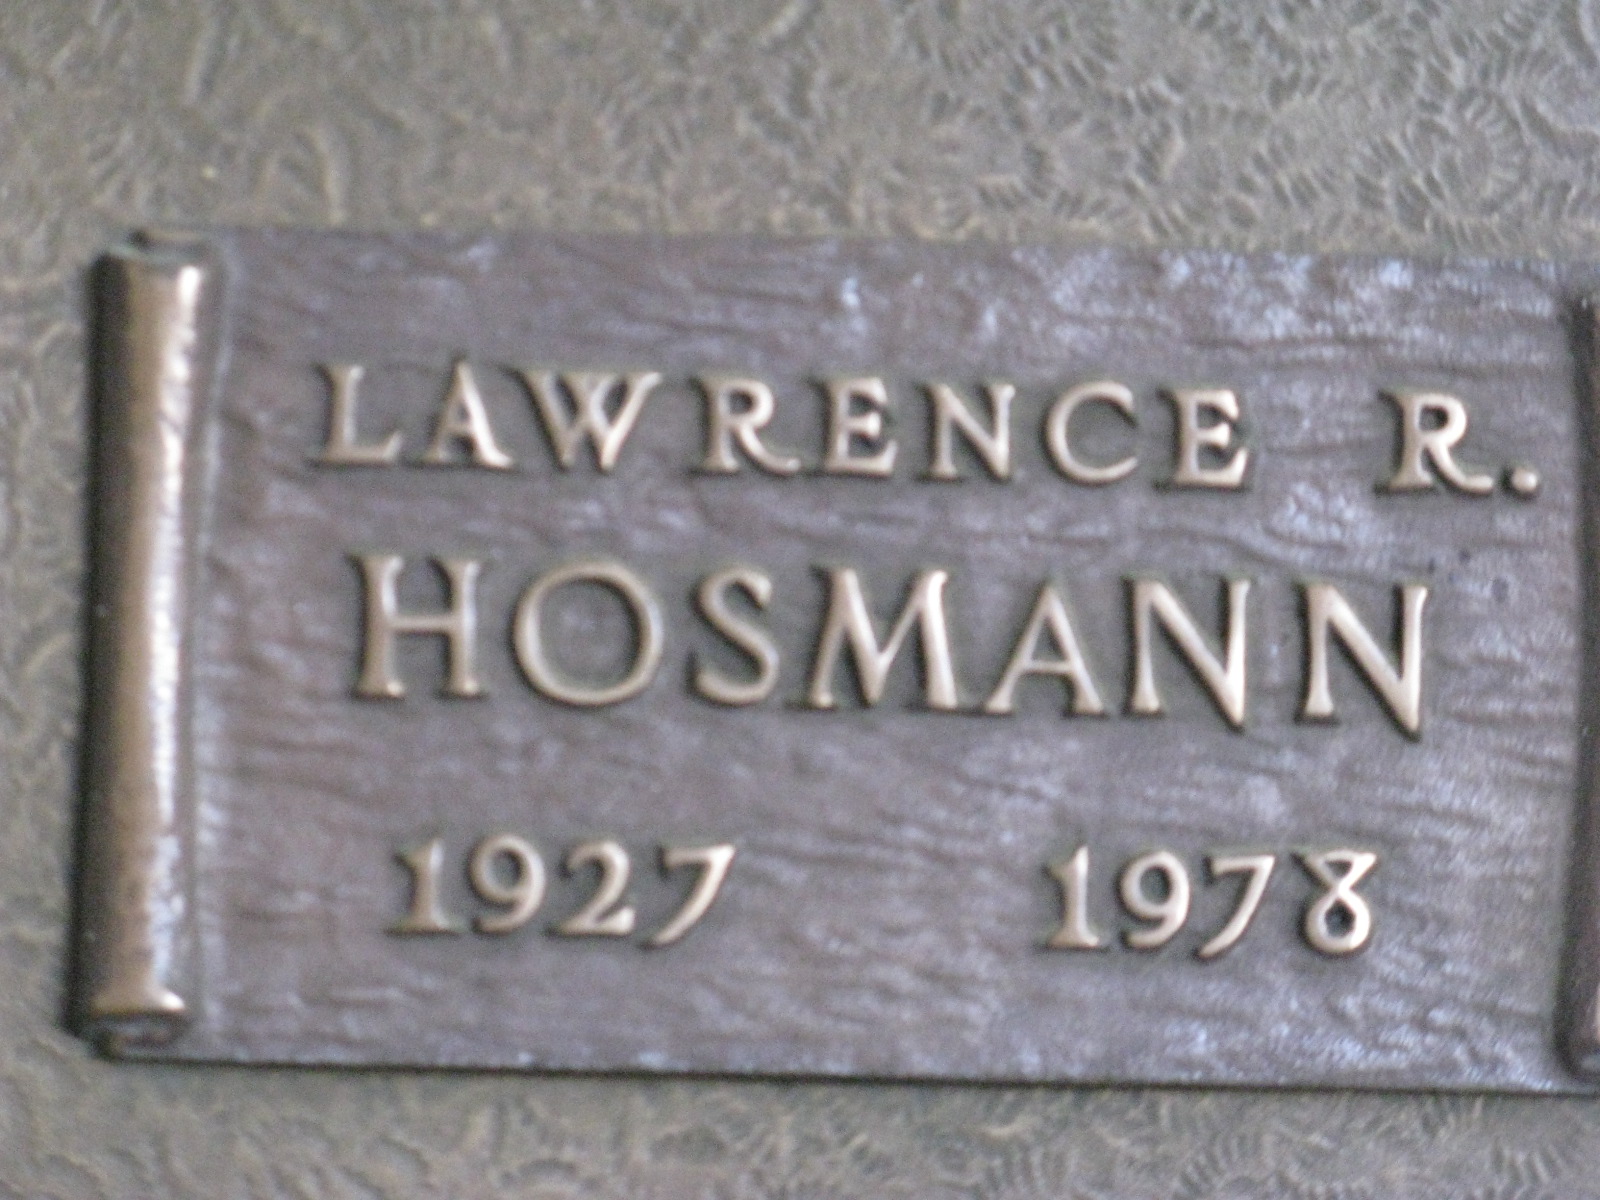 LAWRENCE R.
HOSMANN
1927 1978